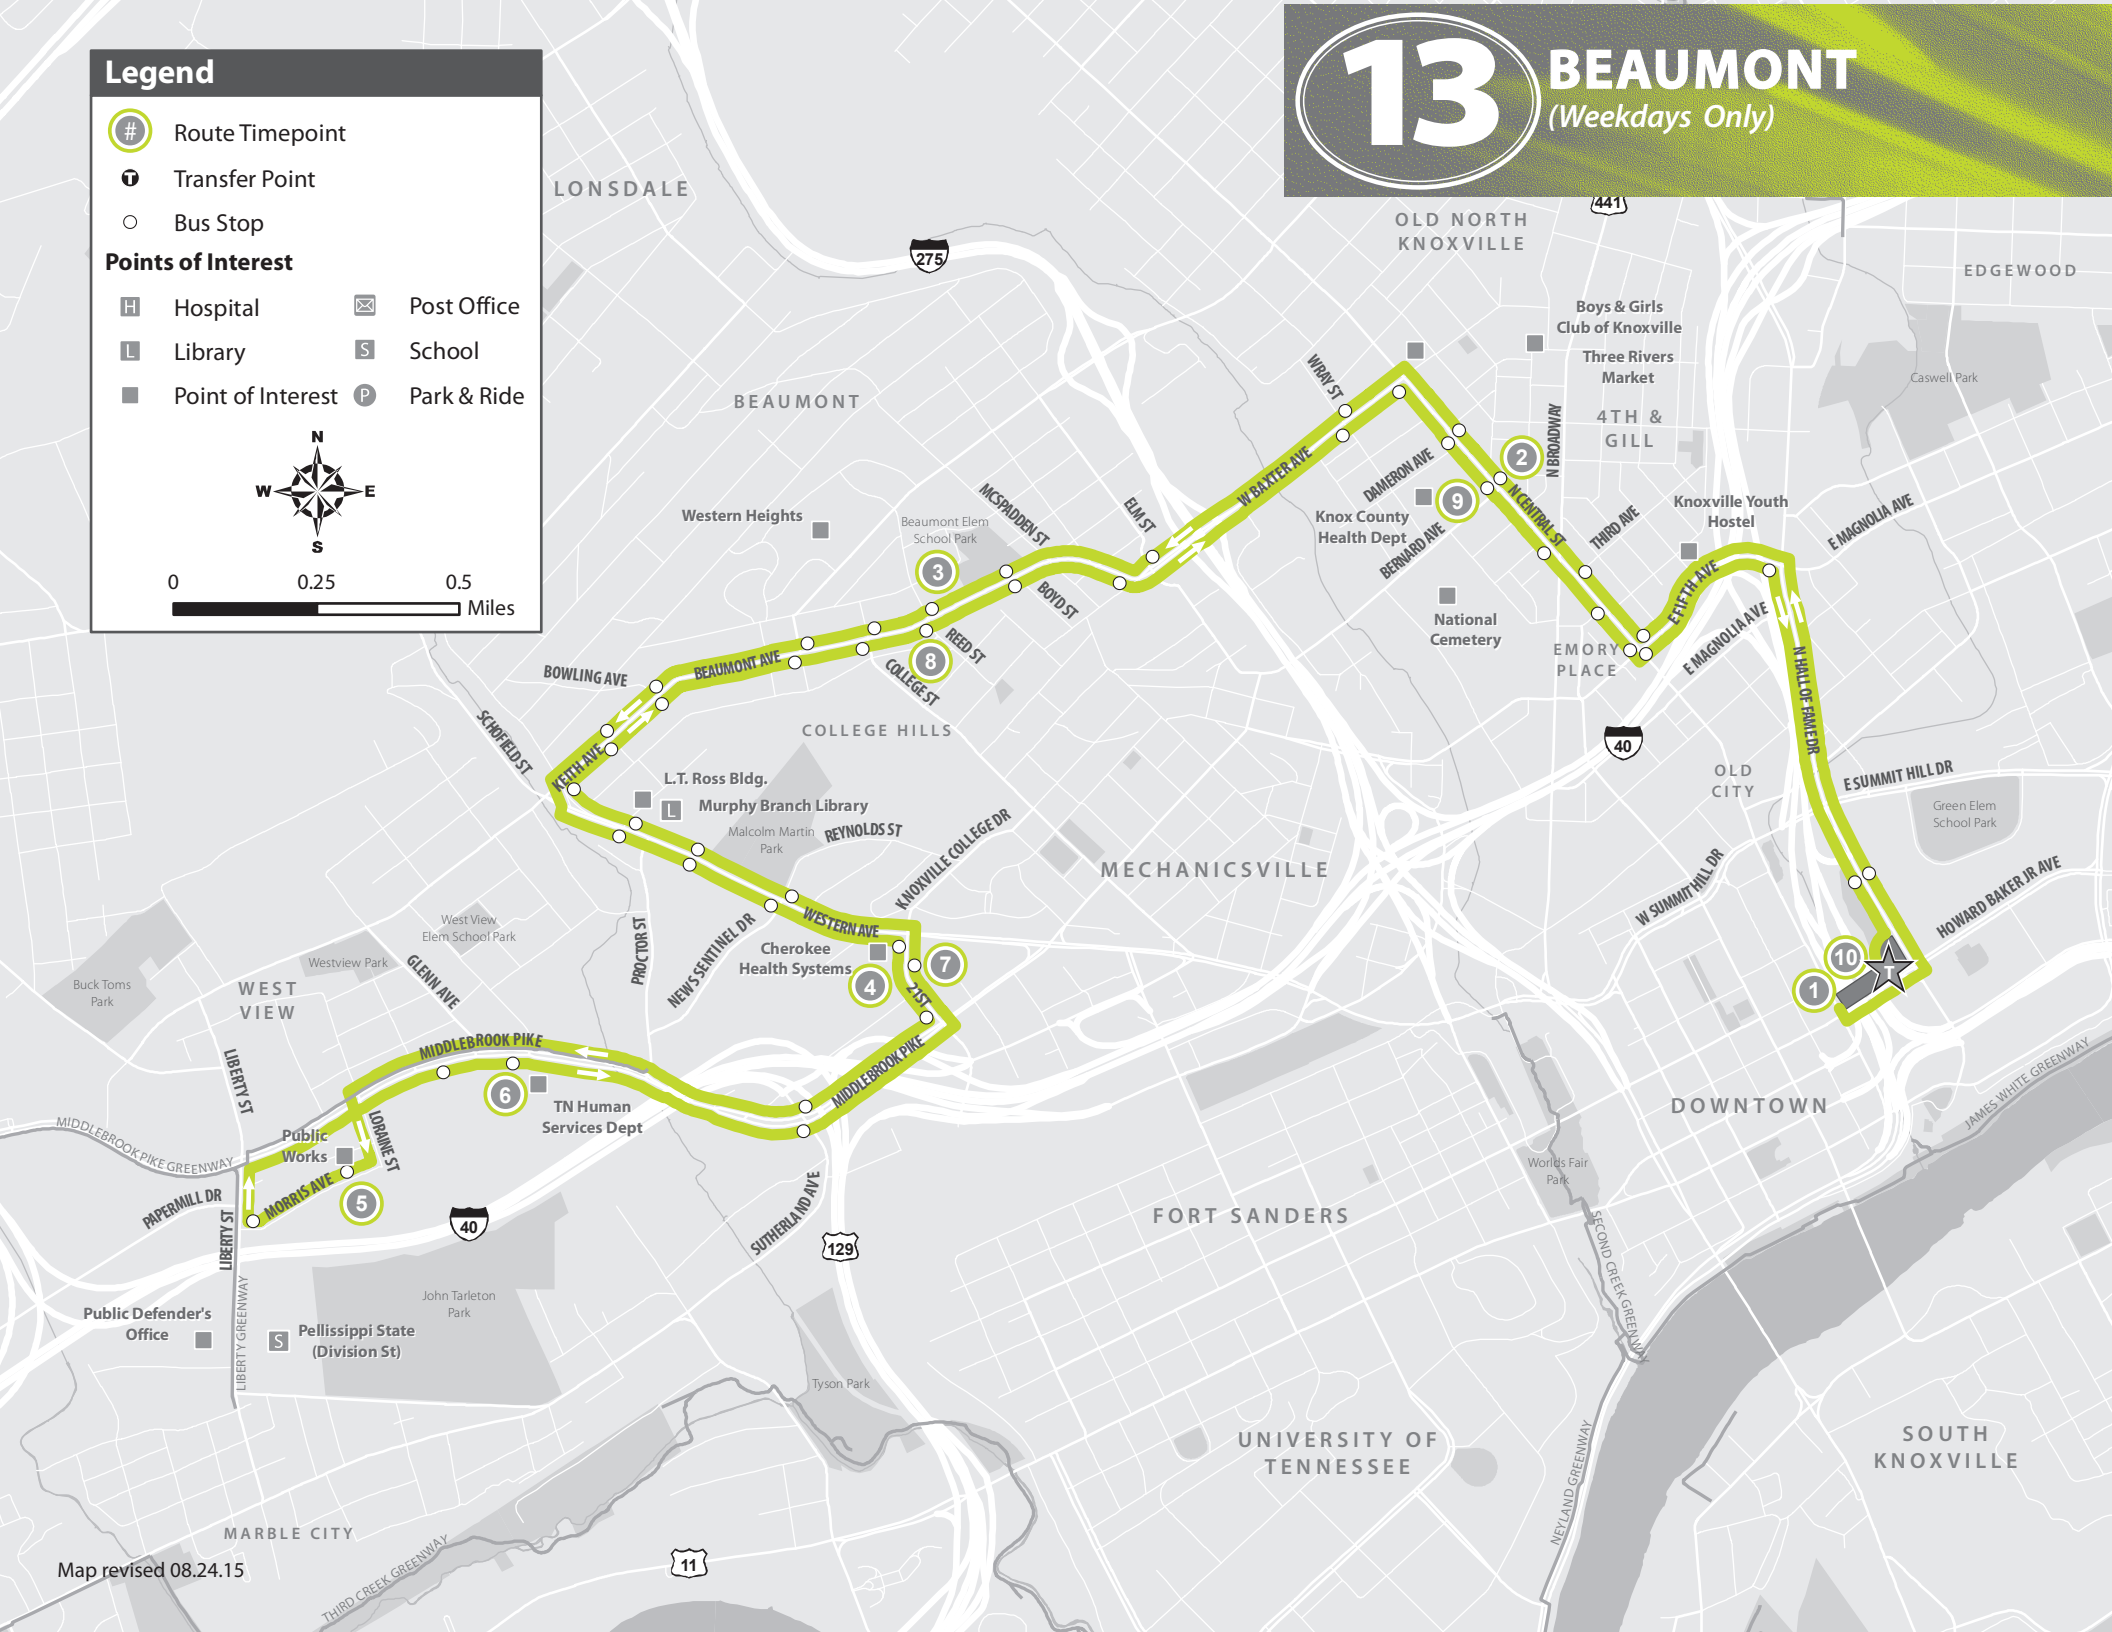 Legend
#
Route Timepoint
T
Transfer Point
Bus Stop
Points of Interest
H
Hospital
Post Office
L
Library
S
School
Point of Interest
P
Park & Ride
N
W
E
S
0
0.25
0.5
Miles
13
BEAUMONT
(Weekdays Only)
LONSDALE
275
OLD NORTH
KNOXVILLE
441
EDGEWOOD
Boys & Girls
Club of Knoxville
Three Rivers
Market
Caswell Park
4TH &
GILL
N BROADWAY
WRAY ST
BEAUMONT
W BAXTER AVE
DAMERON AVE
2
9
N CENTRAL ST
Knox County
Health Dept
BERNARD AVE
THIRD AVE
Knoxville Youth
Hostel
E MAGNOLIA AVE
Western Heights
Beaumont Elem
School Park
MCSPADDEN ST
ELM ST
3
BOYD ST
National
Cemetery
E FIFTH AVE
E MAGNOLIA AVE
EMORY
PLACE
N HALL OF FAME DR
REED ST
8
COLLEGE ST
BEAUMONT AVE
BOWLING AVE
SCHOFIELD ST
KEITH AVE
COLLEGE HILLS
40
OLD
CITY
E SUMMIT HILL DR
Green Elem
School Park
L.T. Ross Bldg.
L
Murphy Branch Library
Malcolm Martin
Park
REYNOLDS ST
KNOXVILLE COLLEGE DR
MECHANICSVILLE
W SUMMIT HILL DR
HOWARD BAKER JR AVE
West View
Elem School Park
Westview Park
GLENN AVE
PROCTOR ST
NEWS SENTINEL DR
WESTERN AVE
Cherokee
Health Systems
4
7
21ST
10
T
1
Buck Toms
Park
WEST
VIEW
MIDDLEBROOK PIKE
MIDDLEBROOK PIKE
6
TN Human
Services Dept
LIBERTY ST
DOWNTOWN
JAMES WHITE GREENWAY
MIDDLEBROOK PIKE GREENWAY
Public
Works
LORAINE ST
PAPERMILL DR
LIBERTY ST
MORRIS AVE
5
40
SUTHERLAND AVE
129
FORT SANDERS
Worlds Fair
Park
SECOND CREEK GREENWAY
John Tarleton
Park
Public Defender's
Office
LIBERTY GREENWAY
S
Pellissippi State
(Division St)
Tyson Park
UNIVERSITY OF
TENNESSEE
NEYLAND GREENWAY
SOUTH
KNOXVILLE
MARBLE CITY
THIRD CREEK GREENWAY
11
Map revised 08.24.15